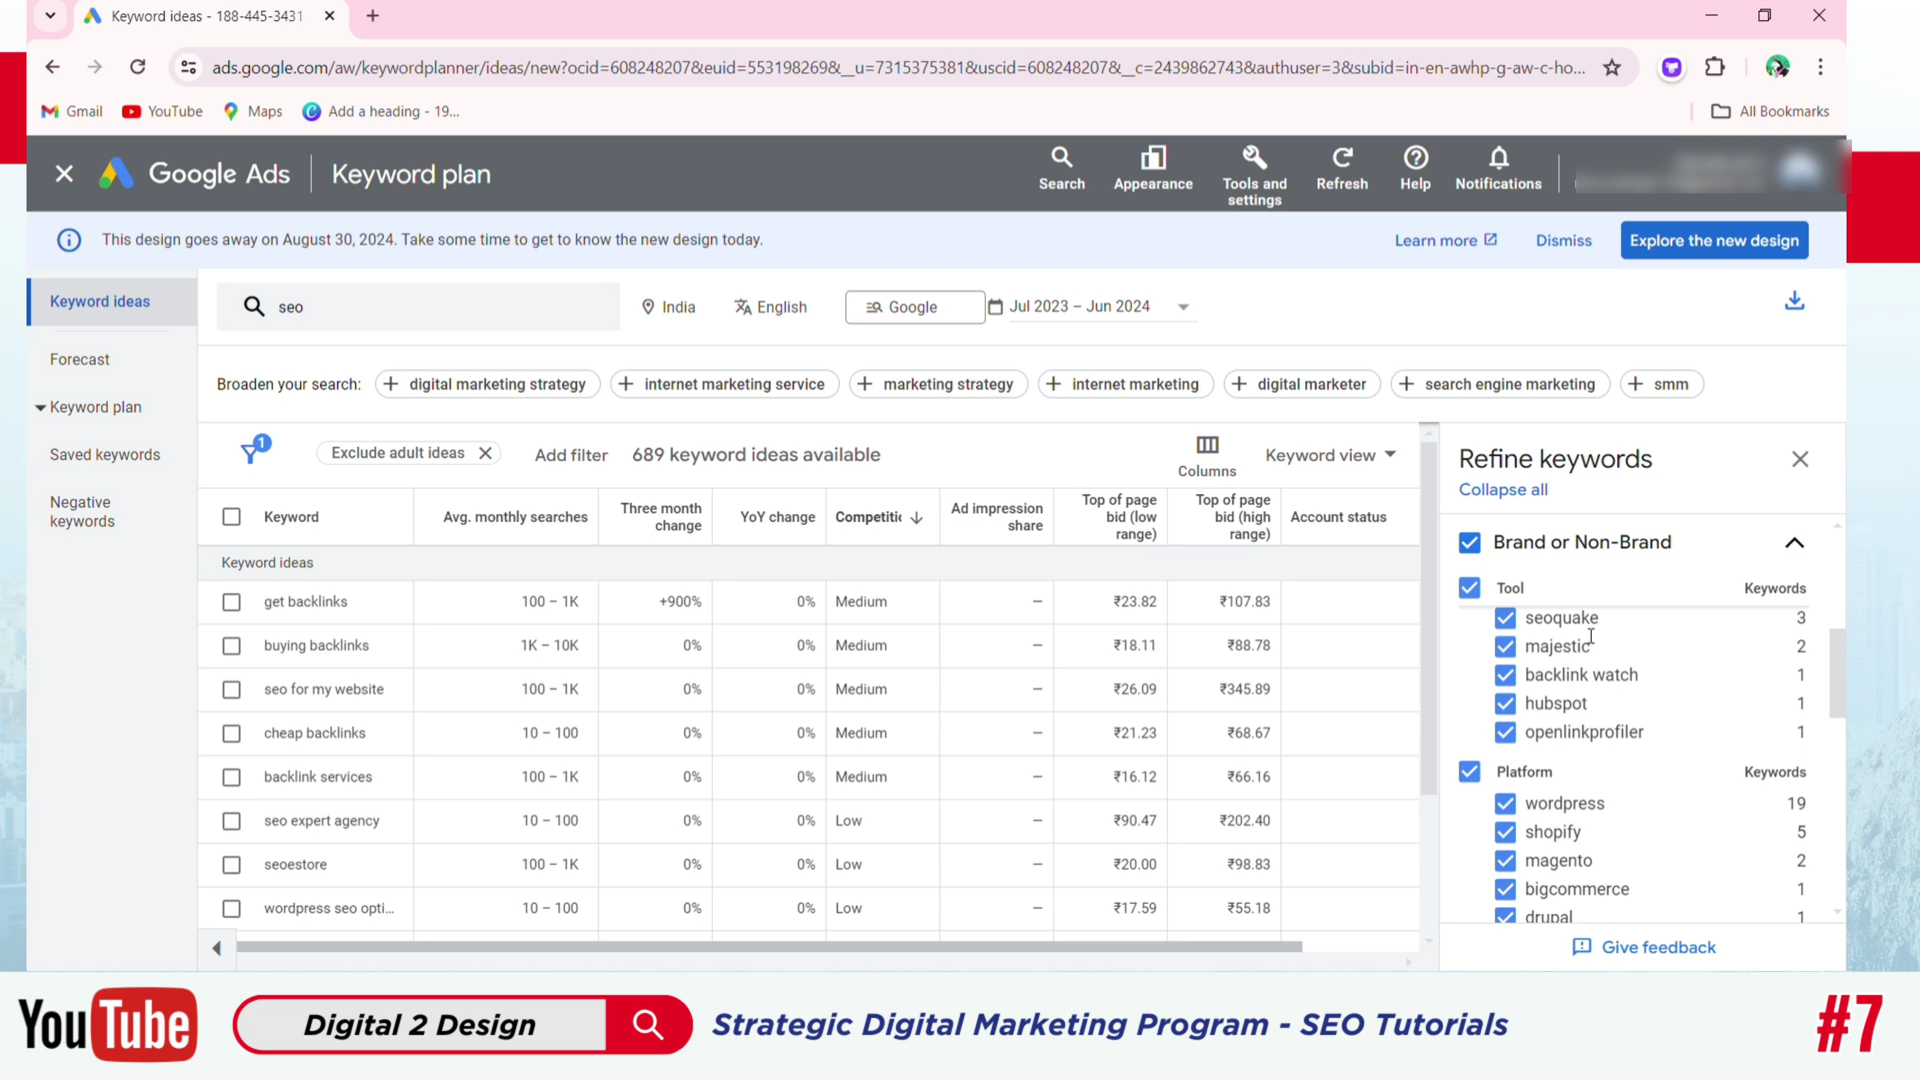 Keyword ideas - 188-445-3431
ads.google.com/aw/keywordplanner/ideas/new?ocid=608248207&euid=553198269&__u=7315375381&uscid=608248207&__c=2439862743&authuser=3&subid=in-en-awhp-g-aw-c-ho...
Gmail YouTube Maps Add a heading - 19... All Bookmarks
Google Ads Keyword plan Search Appearance Tools and settings Refresh Help Notifications
This design goes away on August 30, 2024. Take some time to get to know the new design today. Learn more Dismiss Explore the new design
Keyword ideas
Forecast
Keyword plan
Saved keywords
Negative
keywords
seo India English Google Jul 2023 – Jun 2024
Broaden your search: digital marketing strategy internet marketing service marketing strategy internet marketing digital marketer search engine marketing smm
1 Exclude adult ideas Add filter 689 keyword ideas available Columns Keyword view
Keyword Avg. monthly searches Three month change YoY change Competitic Ad impression share Top of page bid (low range) Top of page bid (high range) Account status
Keyword ideas
get backlinks 100 – 1K +900% 0% Medium – ₹23.82 ₹107.83
buying backlinks 1K – 10K 0% 0% Medium – ₹18.11 ₹88.78
seo for my website 100 – 1K 0% 0% Medium – ₹26.09 ₹345.89
cheap backlinks 10 – 100 0% 0% Medium – ₹21.23 ₹68.67
backlink services 100 – 1K 0% 0% Medium – ₹16.12 ₹66.16
seo expert agency 10 – 100 0% 0% Low – ₹90.47 ₹202.40
seoestore 100 – 1K 0% 0% Low – ₹20.00 ₹98.83
wordpress seo opti... 10 – 100 0% 0% Low – ₹17.59 ₹55.18
Refine keywords
Collapse all
Brand or Non-Brand
Tool Keywords
seoquake 3
majestic 2
backlink watch 1
hubspot 1
openlinkprofiler 1
Platform Keywords
wordpress 19
shopify 5
magento 2
bigcommerce 1
drupal 1
Give feedback
YouTube Digital 2 Design Strategic Digital Marketing Program - SEO Tutorials #7